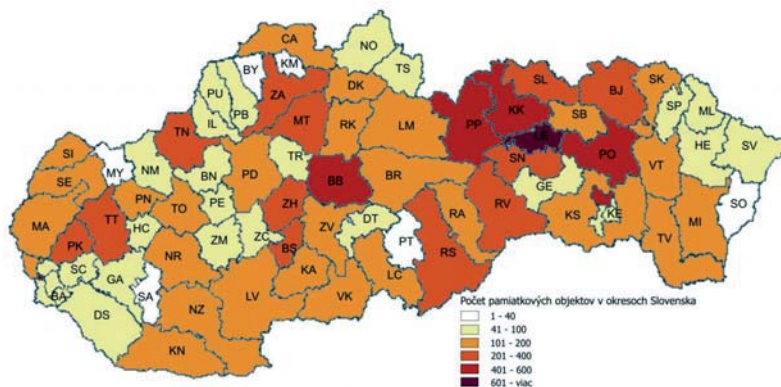 CA
NO
BY
KM
TS
PU
ZA
DK
SL
BJ
SK
PB
IL
MT
RK
LM
PP
KK
SB
SP
ML
TN
LE
HE
SV
SI
MY
NM
BN
TR
PD
BB
BR
SN
PO
VT
SE
PN
TO
PE
ZH
GE
SO
MA
TT
HC
ZM
ZC
ZV
DT
PT
RA
RV
KS
KE
MI
PK
NR
BS
RS
TV
SC
GA
KA
LC
BA
SA
LV
VK
DS
NZ
KN
Počet pamiatkových objektov v okresoch Slovenska
1 - 40
41 - 100
101 - 200
201 - 400
401 - 600
601 - viac